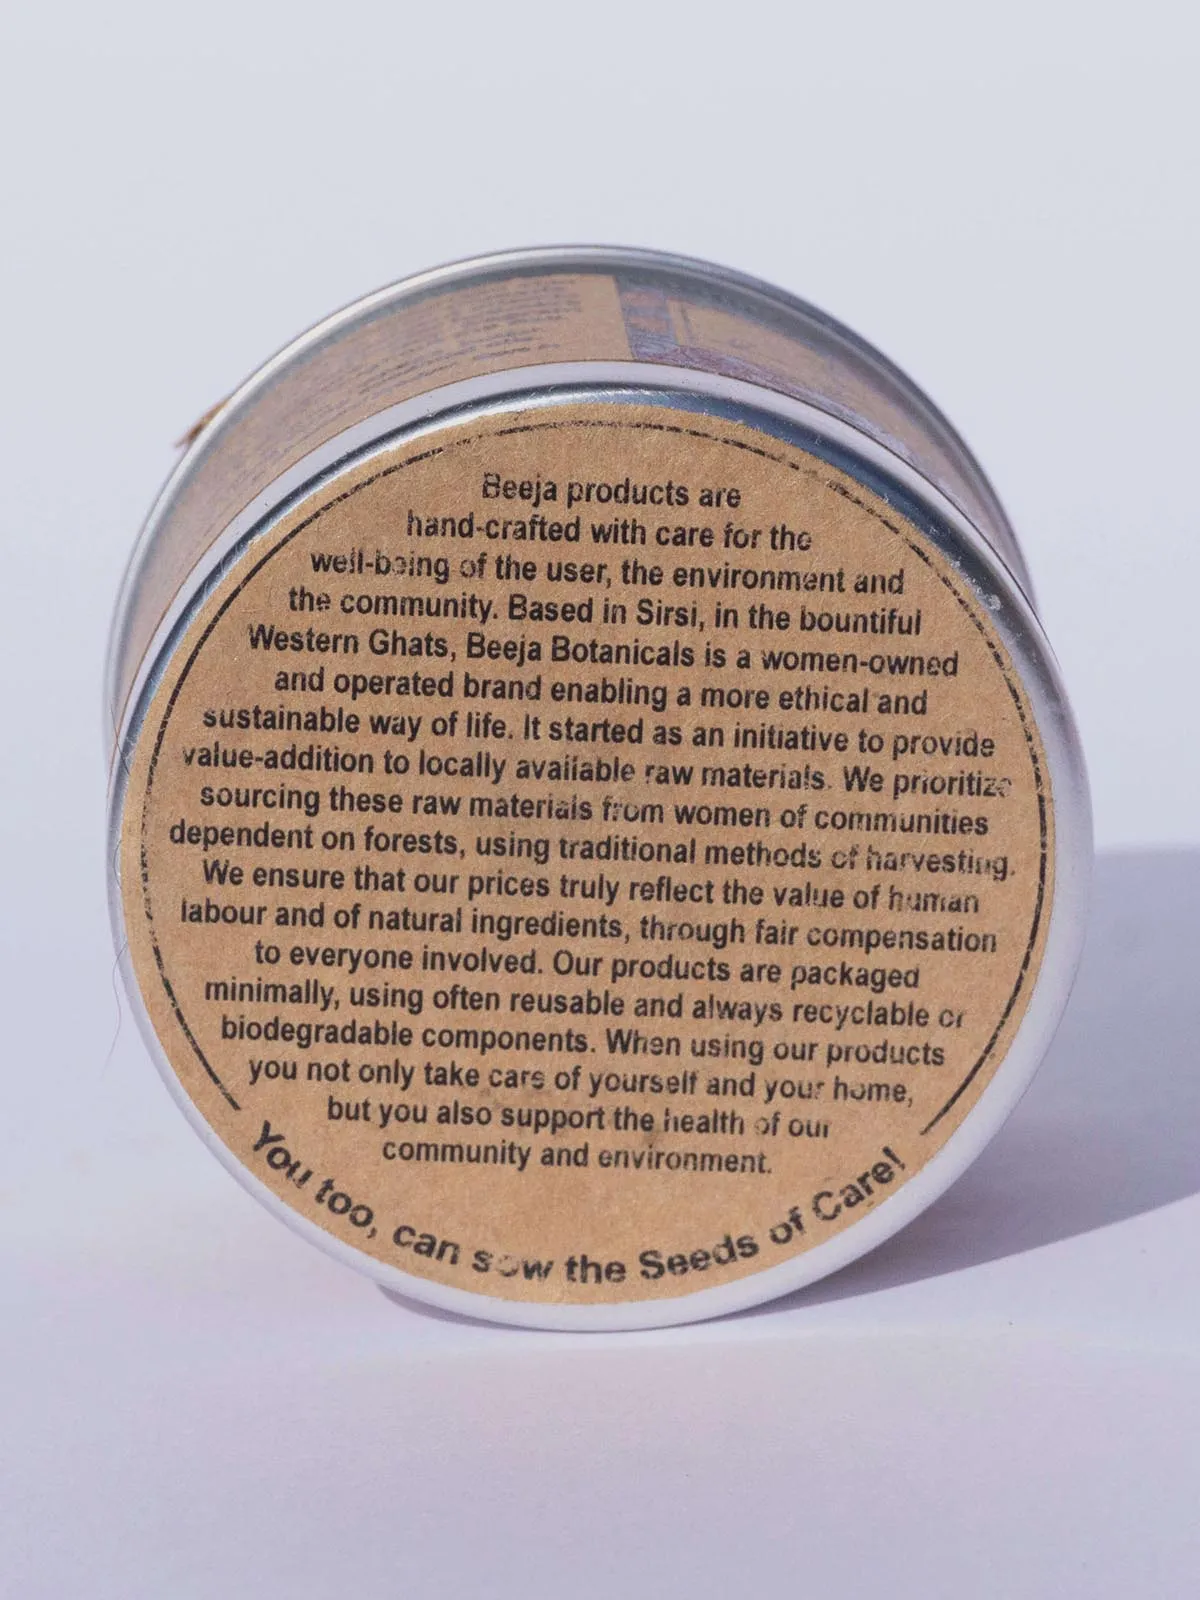 Beeja products are
hand-crafted with care for the
well-being of the user, the environment and
the community. Based in Sirsi, in the bountiful
Western Ghats, Beeja Botanicals is a women-owned
and operated brand enabling a more ethical and
sustainable way of life. It started as an initiative to provide
value-addition to locally available raw materials. We prioritize
sourcing these raw materials from women of communities
dependent on forests, using traditional methods of harvesting.
We ensure that our prices truly reflect the value of human
labour and of natural ingredients, through fair compensation
to everyone involved. Our products are packaged
minimally, using often reusable and always recyclable or
biodegradable components. When using our products
you not only take care of yourself and your home,
but you also support the health of our
community and environment.
You too, can sow the Seeds of Care!